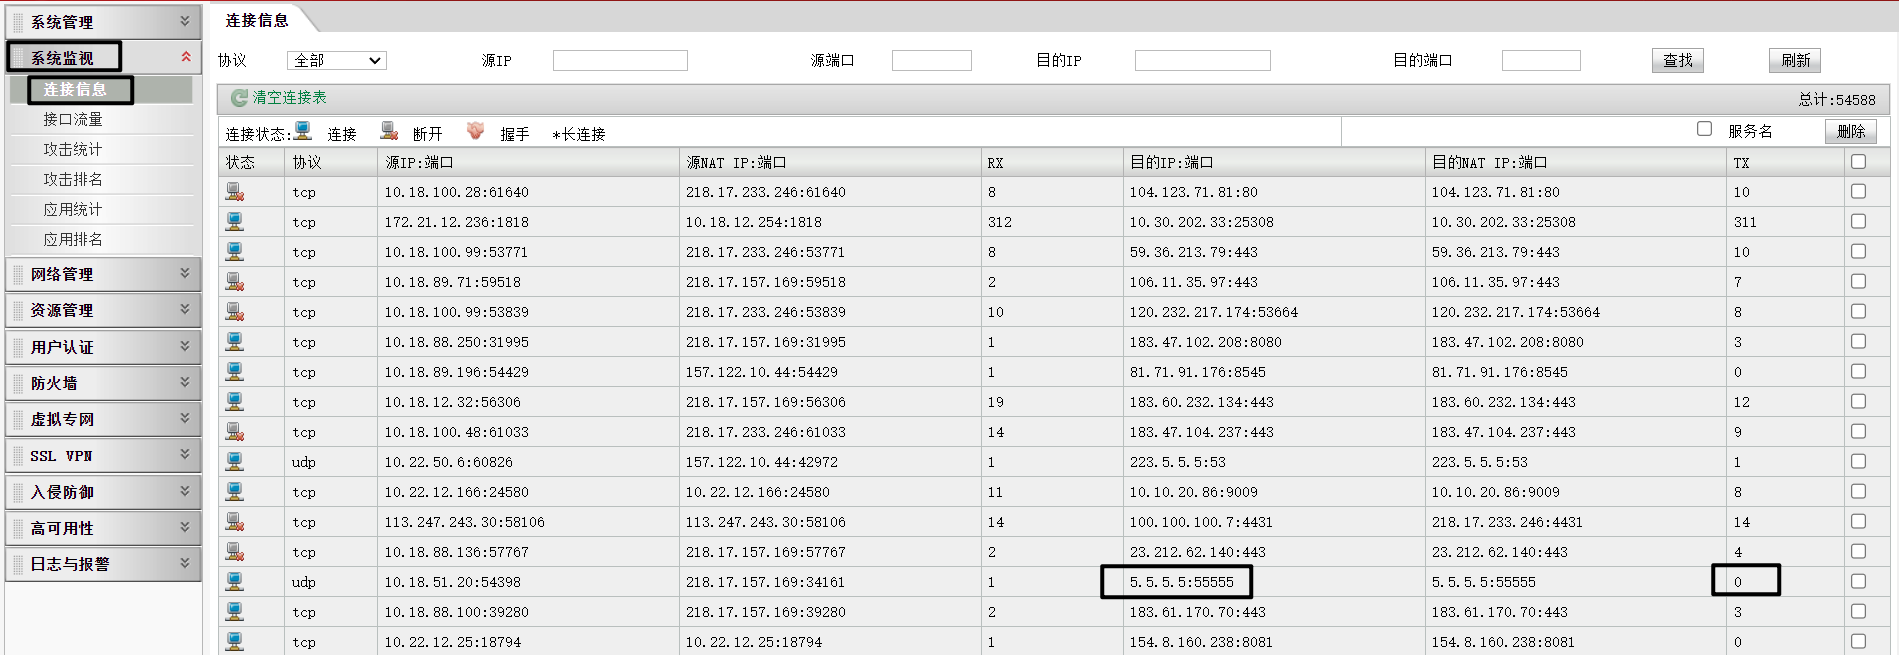 系统管理
系统监视
连接信息
接口流量
攻击统计
攻击排名
应用统计
应用排名
网络管理
资源管理
用户认证
防火墙
虚拟专网
SSL VPN
入侵防御
高可用性
日志与报警
连接信息
协议 全部 源IP 源端口 目的IP 目的端口 查找 刷新
清空连接表 总计:54588
连接状态: 连接 断开 握手 *长连接 服务名 删除
状态 协议 源IP:端口 源NAT IP:端口 RX 目的IP:端口 目的NAT IP:端口 TX
tcp 10.18.100.28:61640 218.17.233.246:61640 8 104.123.71.81:80 104.123.71.81:80 10
tcp 172.21.12.236:1818 10.18.12.254:1818 312 10.30.202.33:25308 10.30.202.33:25308 311
tcp 10.18.100.99:53771 218.17.233.246:53771 8 59.36.213.79:443 59.36.213.79:443 10
tcp 10.18.89.71:59518 218.17.157.169:59518 2 106.11.35.97:443 106.11.35.97:443 7
tcp 10.18.100.99:53839 218.17.233.246:53839 10 120.232.217.174:53664 120.232.217.174:53664 8
tcp 10.18.88.250:31995 218.17.157.169:31995 1 183.47.102.208:8080 183.47.102.208:8080 3
tcp 10.18.89.196:54429 157.122.10.44:54429 1 81.71.91.176:8545 81.71.91.176:8545 0
tcp 10.18.12.32:56306 218.17.157.169:56306 19 183.60.232.134:443 183.60.232.134:443 12
tcp 10.18.100.48:61033 218.17.233.246:61033 14 183.47.104.237:443 183.47.104.237:443 9
udp 10.22.50.6:60826 157.122.10.44:42972 1 223.5.5.5:53 223.5.5.5:53 1
tcp 10.22.12.166:24580 10.22.12.166:24580 11 10.10.20.86:9009 10.10.20.86:9009 8
tcp 113.247.243.30:58106 113.247.243.30:58106 14 100.100.100.7:4431 218.17.233.246:4431 14
tcp 10.18.88.136:57767 218.17.157.169:57767 2 23.212.62.140:443 23.212.62.140:443 4
udp 10.18.51.20:54398 218.17.157.169:34161 1 5.5.5.5:55555 5.5.5.5:55555 0
tcp 10.18.88.100:39280 218.17.157.169:39280 2 183.61.170.70:443 183.61.170.70:443 3
tcp 10.22.12.25:18794 10.22.12.25:18794 1 154.8.160.238:8081 154.8.160.238:8081 0